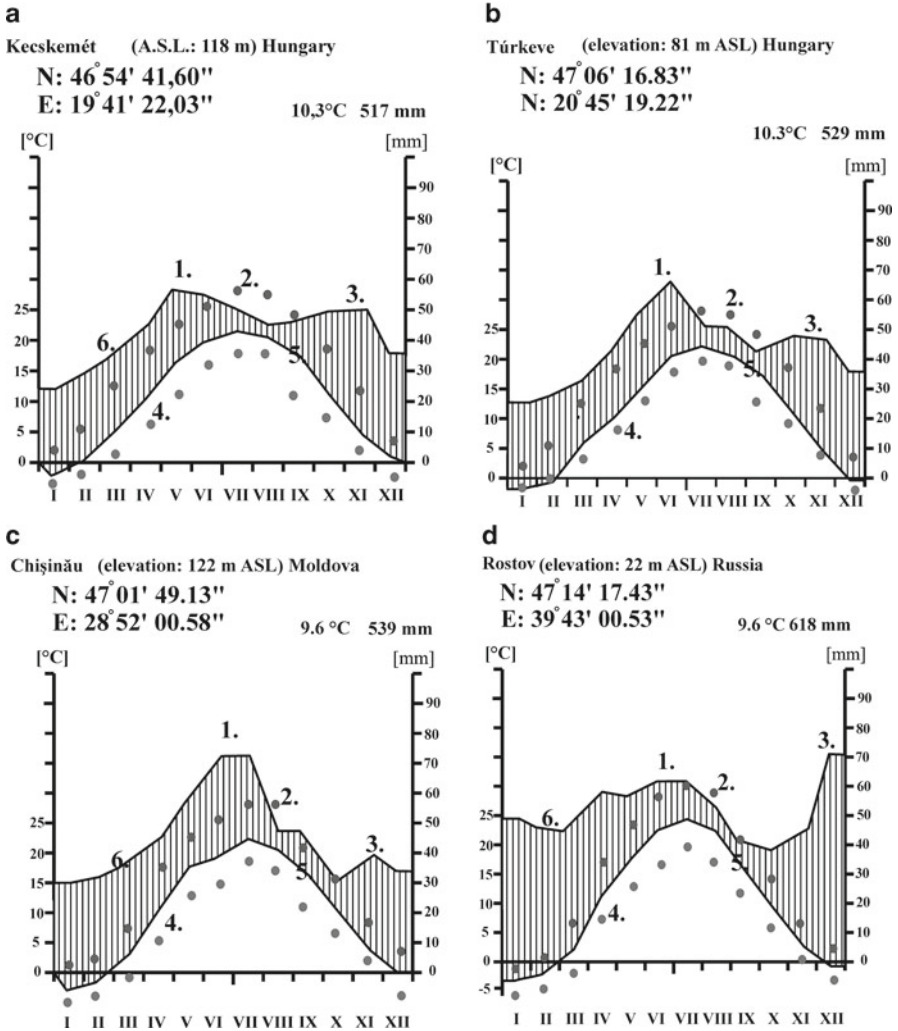 a
Kecskemét (A.S.L.: 118 m) Hungary
N: 46°54' 41,60"
E: 19°41' 22,03"
10,3°C 517 mm
[°C] [mm]
90
80
70
60
25 50
20 40
15 30
10 20
5 10
0 0
1. 2. 3. 4. 5. 6.
I II III IV V VI VII VIII IX X XI XII
b
Túrkeve (elevation: 81 m ASL) Hungary
N: 47°06' 16.83"
N: 20°45' 19.22"
10.3°C 529 mm
[°C] [mm]
90
80
70
60
25 50
20 40
15 30
10 20
5 10
0 0
1. 2. 3. 4. 5.
I II III IV V VI VII VIII IX X XI XII
c
Chişinău (elevation: 122 m ASL) Moldova
N: 47°01' 49.13"
E: 28°52' 00.58"
9.6 °C 539 mm
[°C] [mm]
90
80
70
60
25 50
20 40
15 30
10 20
5 10
0 0
1. 2. 3. 4. 5. 6.
I II III IV V VI VII VIII IX X XI XII
d
Rostov (elevation: 22 m ASL) Russia
N: 47°14' 17.43"
E: 39°43' 00.53"
9.6 °C 618 mm
[°C] [mm]
90
80
70
60
25 50
20 40
15 30
10 20
5 10
0 0
-5
1. 2. 3. 4. 5. 6.
I II III IV V VI VII VIII IX X XI XII